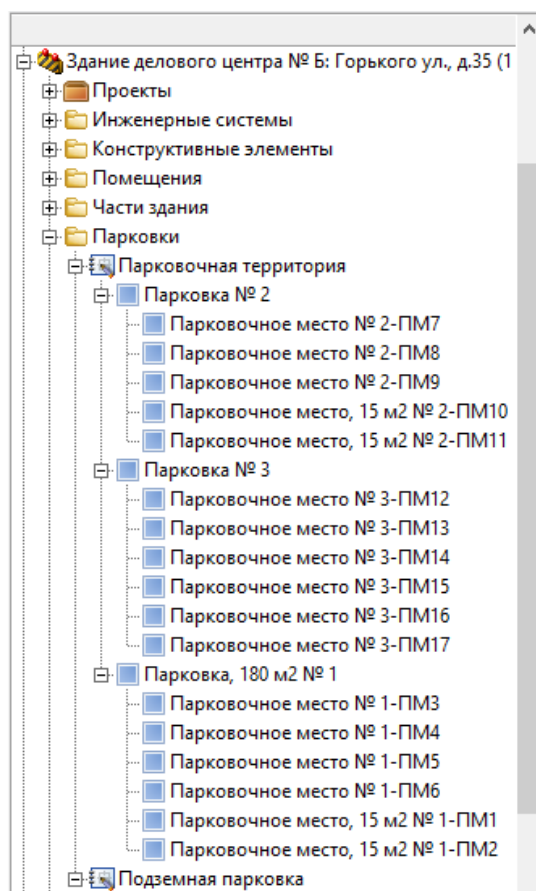 Здание делового центра № Б: Горького ул., д.35 (1
Проекты
Инженерные системы
Конструктивные элементы
Помещения
Части здания
Парковки
Парковочная территория
Парковка № 2
Парковочное место № 2-ПМ7
Парковочное место № 2-ПМ8
Парковочное место № 2-ПМ9
Парковочное место, 15 м2 № 2-ПМ10
Парковочное место, 15 м2 № 2-ПМ11
Парковка № 3
Парковочное место № 3-ПМ12
Парковочное место № 3-ПМ13
Парковочное место № 3-ПМ14
Парковочное место № 3-ПМ15
Парковочное место № 3-ПМ16
Парковочное место № 3-ПМ17
Парковка, 180 м2 № 1
Парковочное место № 1-ПМ3
Парковочное место № 1-ПМ4
Парковочное место № 1-ПМ5
Парковочное место № 1-ПМ6
Парковочное место, 15 м2 № 1-ПМ1
Парковочное место, 15 м2 № 1-ПМ2
Подземная парковка